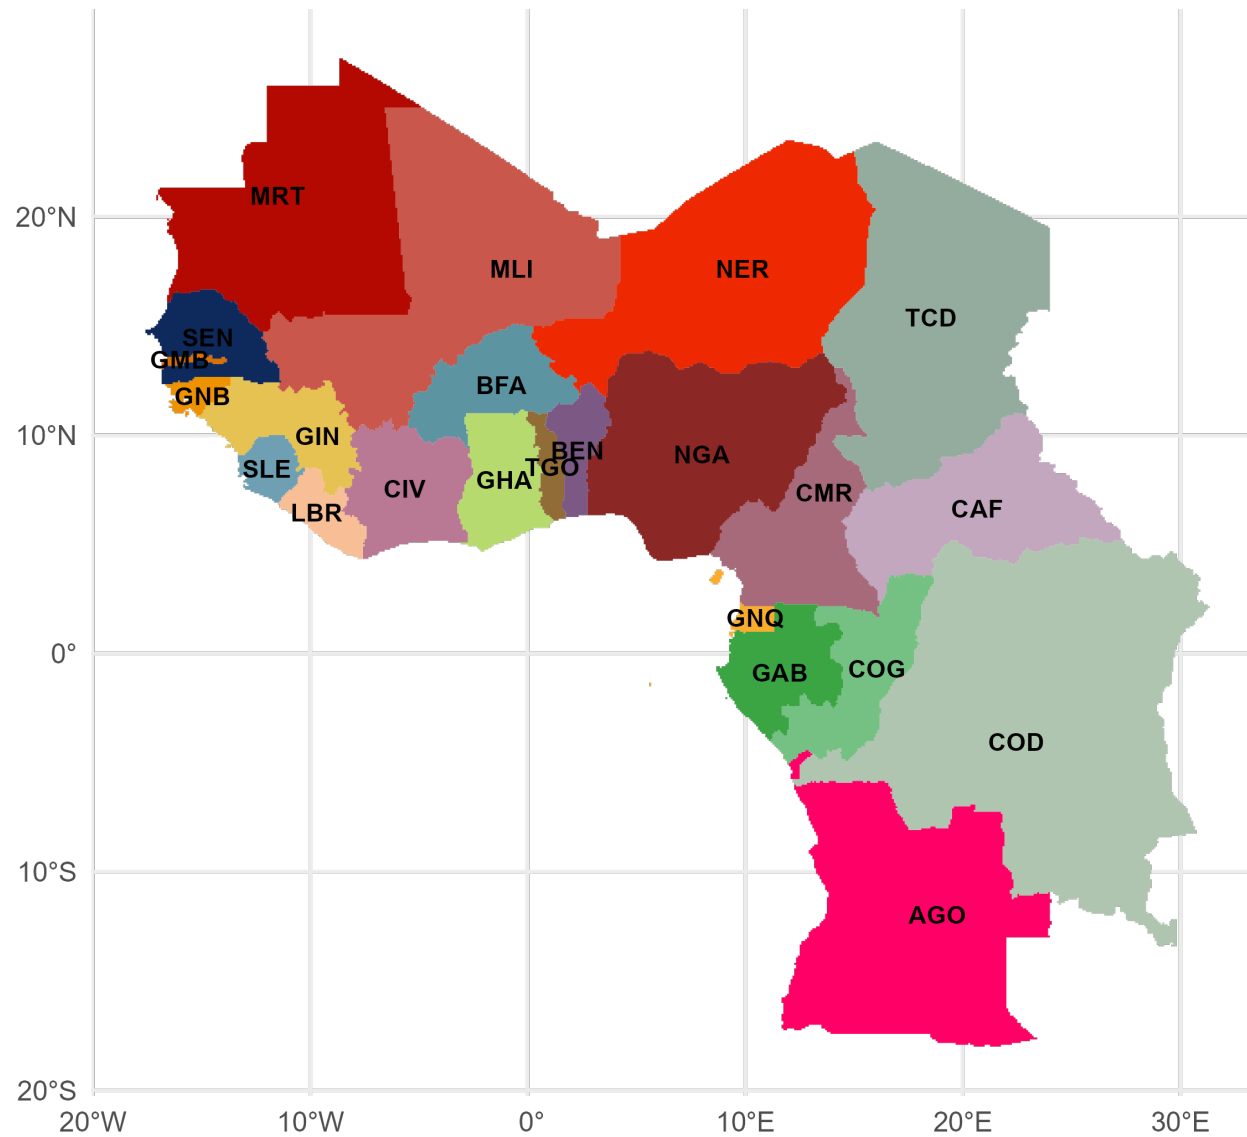 MRT
20°N
MLI
NER
TCD
SEN
GMB
BFA
GNB
10°N
GIN
BEN
NGA
SLE
TGO
GHA
CIV
CMR
LBR
CAF
GNQ
0°
GAB
COG
COD
10°S
AGO
20°S
20°W
10°W
0°
10°E
20°E
30°E